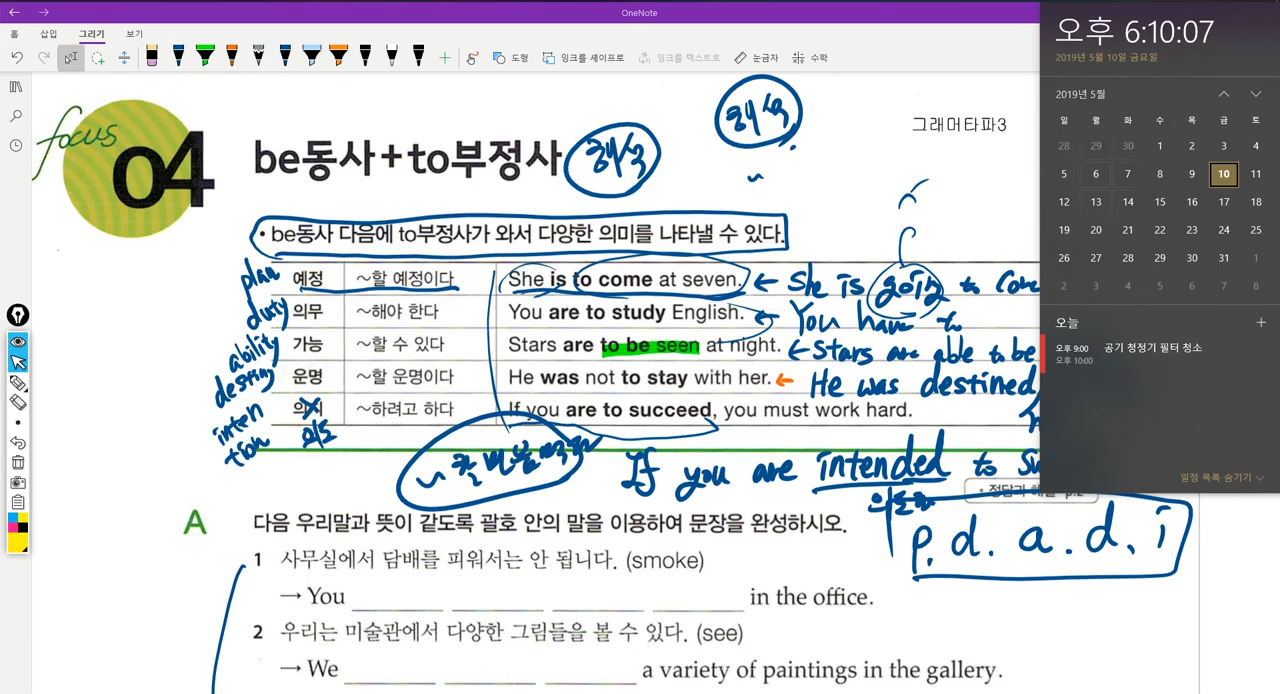 OneNote
홈 삽입 그리기 보기
도형 잉크를 셰이프로 잉크를 텍스트로 눈금자 수학
오후 6:10:07
2019년 5월 10일 금요일
2019년 5월
일 월 화 수 목 금 토
28 29 30 1 2 3 4
5 6 7 8 9 10 11
12 13 14 15 16 17 18
19 20 21 22 23 24 25
26 27 28 29 30 31 1
2 3 4 5 6 7 8
오늘
오후 9:00 공기 청정기 필터 청소
오후 10:00
일정 목록 숨기기
해석
그래머타파3
focus
04
be동사+to부정사 해석
• be동사 다음에 to부정사가 와서 다양한 의미를 나타낼 수 있다.
plan 예정 ~할 예정이다 She is to come at seven. ← She is going to come
duty 의무 ~해야 한다 You are to study English. ← You have to
ability 가능 ~할 수 있다 Stars are to be seen at night. ← Stars are able to be
destiny 운명 ~할 운명이다 He was not to stay with her. ← He was destined
intention 의지 ~하려고 하다 If you are to succeed, you must work hard.
의도
If you are intended to su
정답과 해설 p.2
p. d. a. d. i
A 다음 우리말과 뜻이 같도록 괄호 안의 말을 이용하여 문장을 완성하시오.
1 사무실에서 담배를 피워서는 안 됩니다. (smoke)
→ You ____ ____ ____ ____ in the office.
2 우리는 미술관에서 다양한 그림들을 볼 수 있다. (see)
→ We ____ ____ ____ a variety of paintings in the gallery.